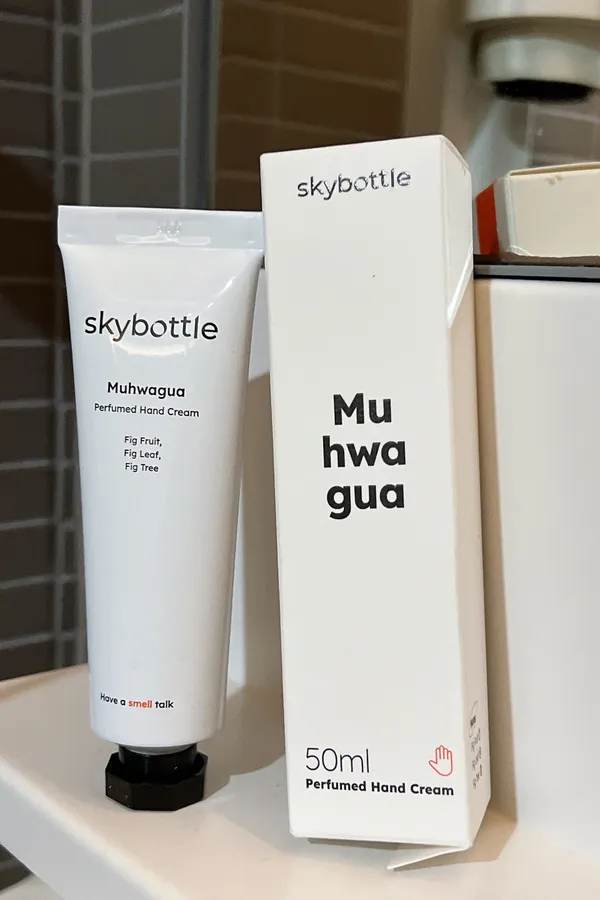 skybottle
Muhwagua
Perfumed Hand Cream
Fig Fruit,
Fig Leaf,
Fig Tree
Have a smell talk
skybottle
Mu
hwa
gua
50ml
Perfumed Hand Cream